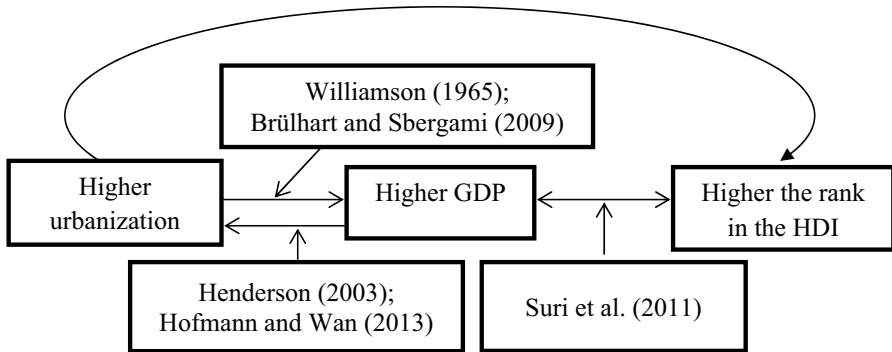 Williamson (1965);
Brülhart and Sbergami (2009)
Higher
urbanization
Higher GDP
Higher the rank
in the HDI
Henderson (2003);
Hofmann and Wan (2013)
Suri et al. (2011)